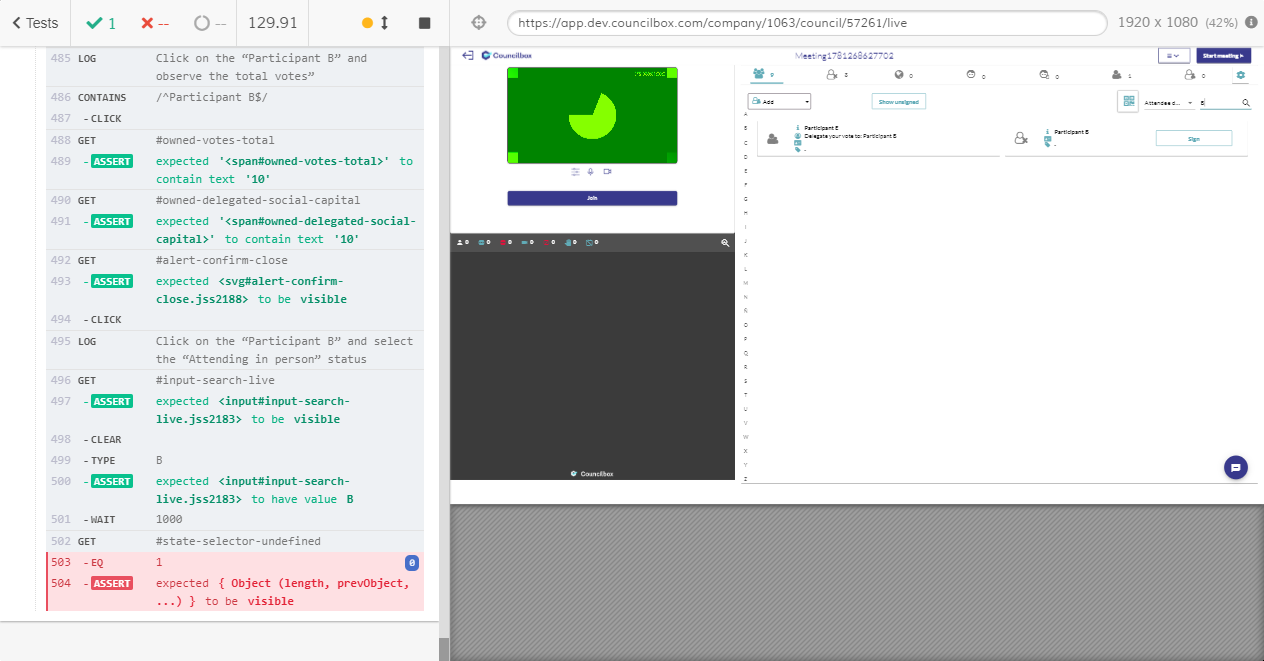 Tests
1
--
--
129.91
https://app.dev.councilbox.com/company/1063/council/57261/live
1920 x 1080 (42%)
485 LOG Click on the “Participant B” and
observe the total votes”
486 CONTAINS /^Participant B$/
487 - CLICK
488 GET #owned-votes-total
489 - ASSERT expected '<span#owned-votes-total>' to
contain text '10'
490 GET #owned-delegated-social-capital
491 - ASSERT expected '<span#owned-delegated-social-
capital>' to contain text '10'
492 GET #alert-confirm-close
493 - ASSERT expected <svg#alert-confirm-
close.jss2188> to be visible
494 - CLICK
495 LOG Click on the “Participant B” and select
the “Attending in person” status
496 GET #input-search-live
497 - ASSERT expected <input#input-search-
live.jss2183> to be visible
498 - CLEAR
499 - TYPE B
500 - ASSERT expected <input#input-search-
live.jss2183> to have value B
501 - WAIT 1000
502 GET #state-selector-undefined
503 - EQ 1 0
504 - ASSERT expected { Object (length, prevObject,
...) } to be visible
Councilbox
Meeting1781268627702
Start meeting
Add
Show unsigned
Attendee d...
Participant E
Delegate your vote to: Participant B
Participant B
Sign
Join
Councilbox
A
B
C
D
E
F
G
H
I
J
K
L
M
N
O
P
Q
R
S
T
U
V
W
X
Y
Z